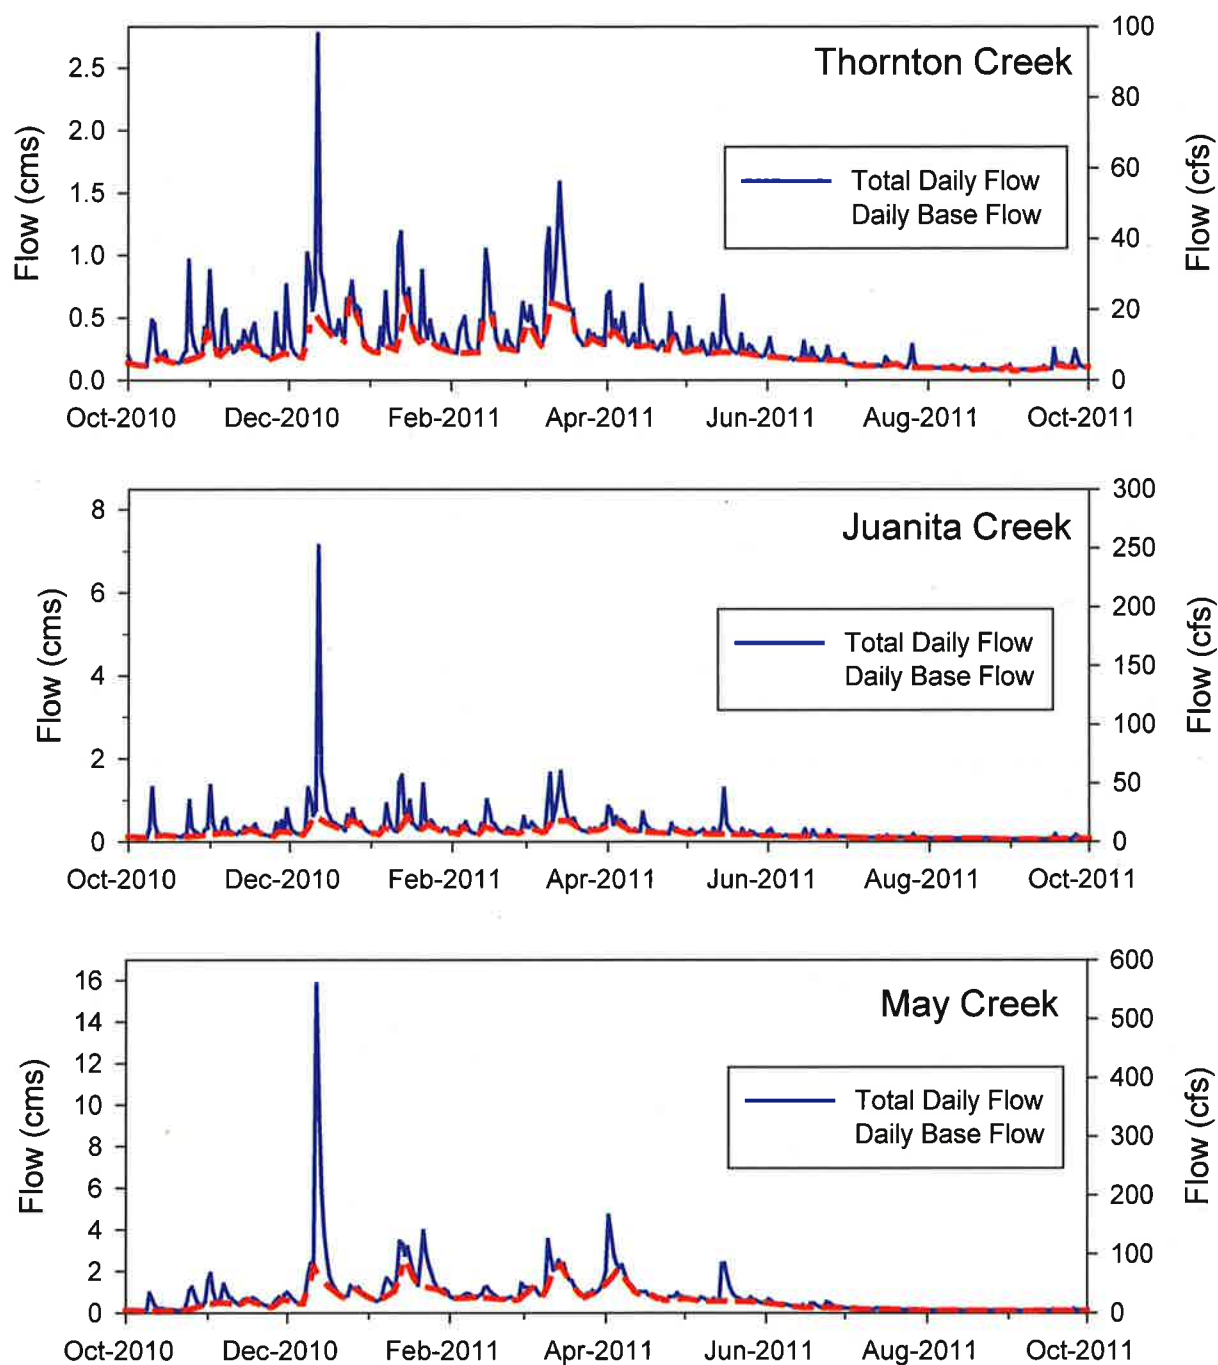 Thornton Creek
Total Daily Flow
Daily Base Flow
Flow (cms)
Flow (cfs)
2.5
2.0
1.5
1.0
0.5
0.0
100
80
60
40
20
0
Oct-2010 Dec-2010 Feb-2011 Apr-2011 Jun-2011 Aug-2011 Oct-2011
Juanita Creek
Total Daily Flow
Daily Base Flow
Flow (cms)
Flow (cfs)
8
6
4
2
0
300
250
200
150
100
50
0
Oct-2010 Dec-2010 Feb-2011 Apr-2011 Jun-2011 Aug-2011 Oct-2011
May Creek
Total Daily Flow
Daily Base Flow
Flow (cms)
Flow (cfs)
16
14
12
10
8
6
4
2
0
600
500
400
300
200
100
0
Oct-2010 Dec-2010 Feb-2011 Apr-2011 Jun-2011 Aug-2011 Oct-2011